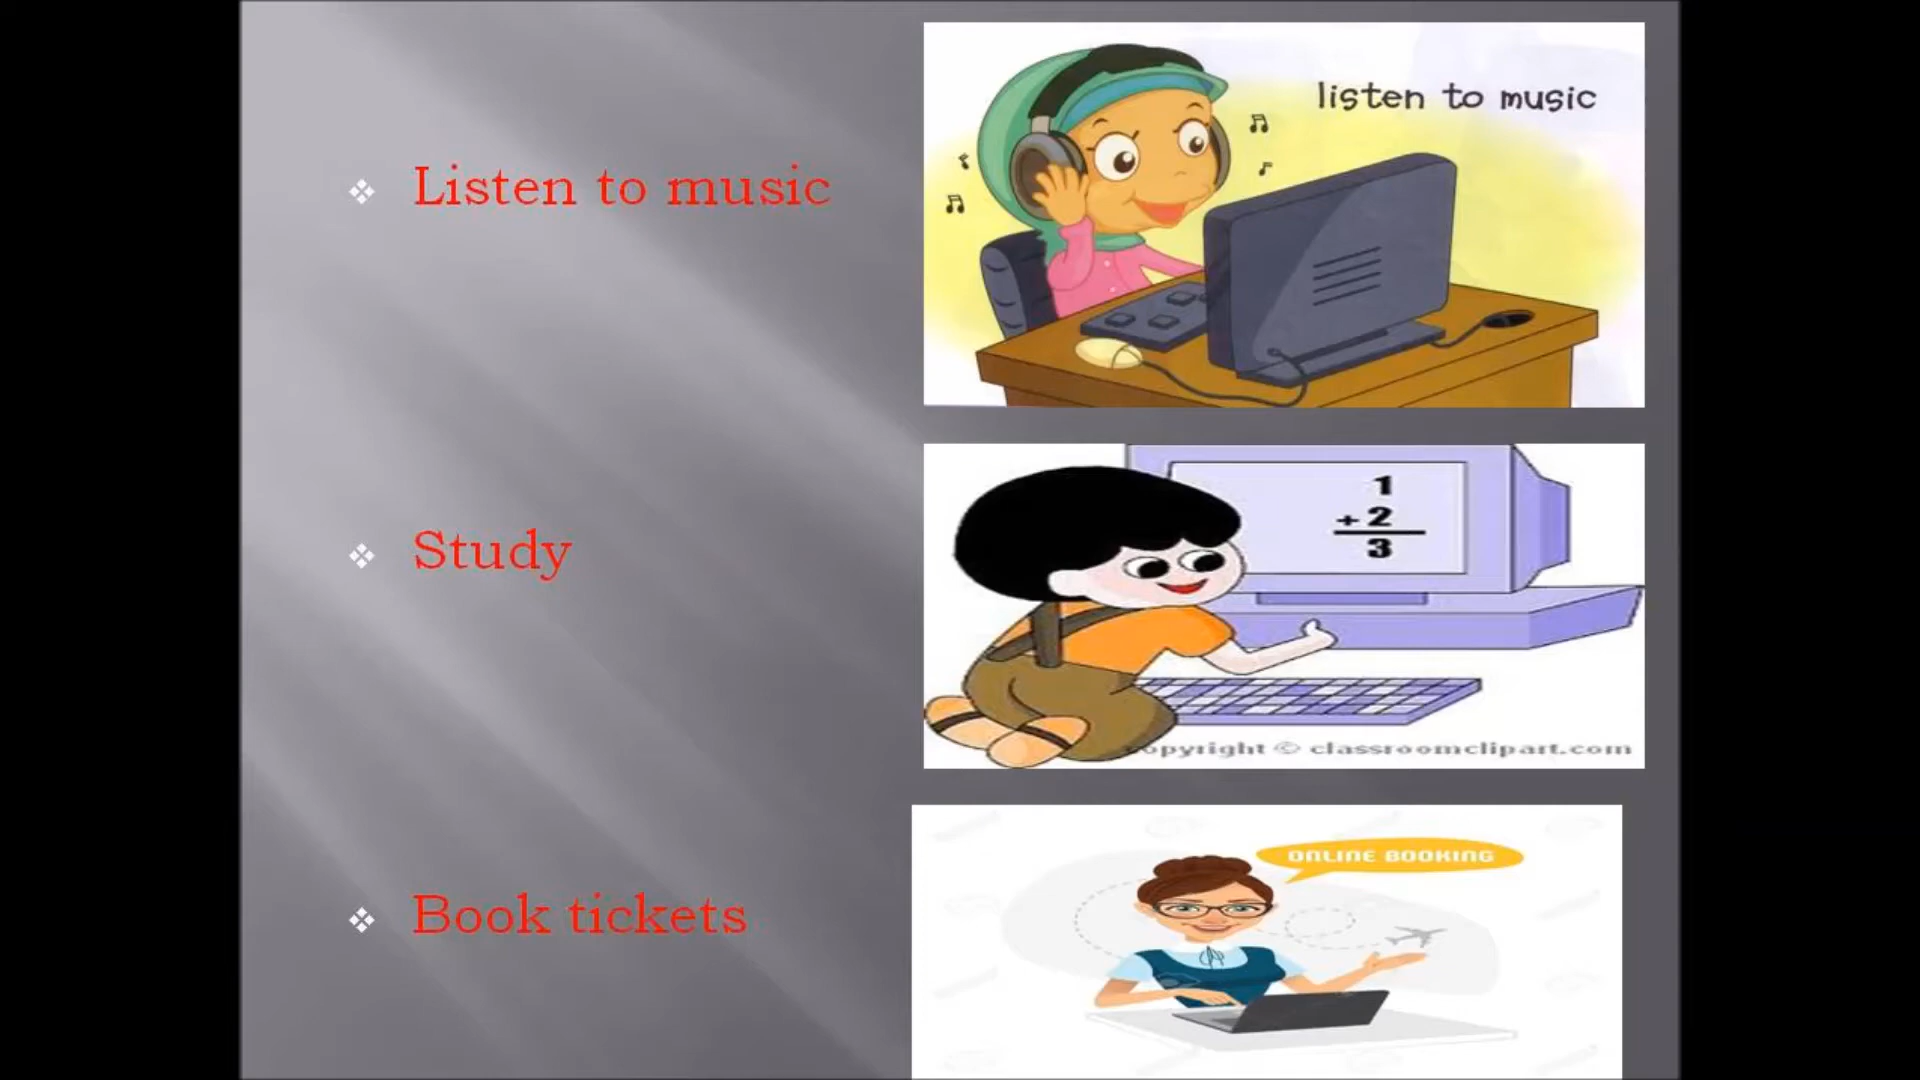 Listen to music
listen to music
Study
1
+2
3
opyright © classroomclipart.com
Book tickets
ONLINE BOOKING